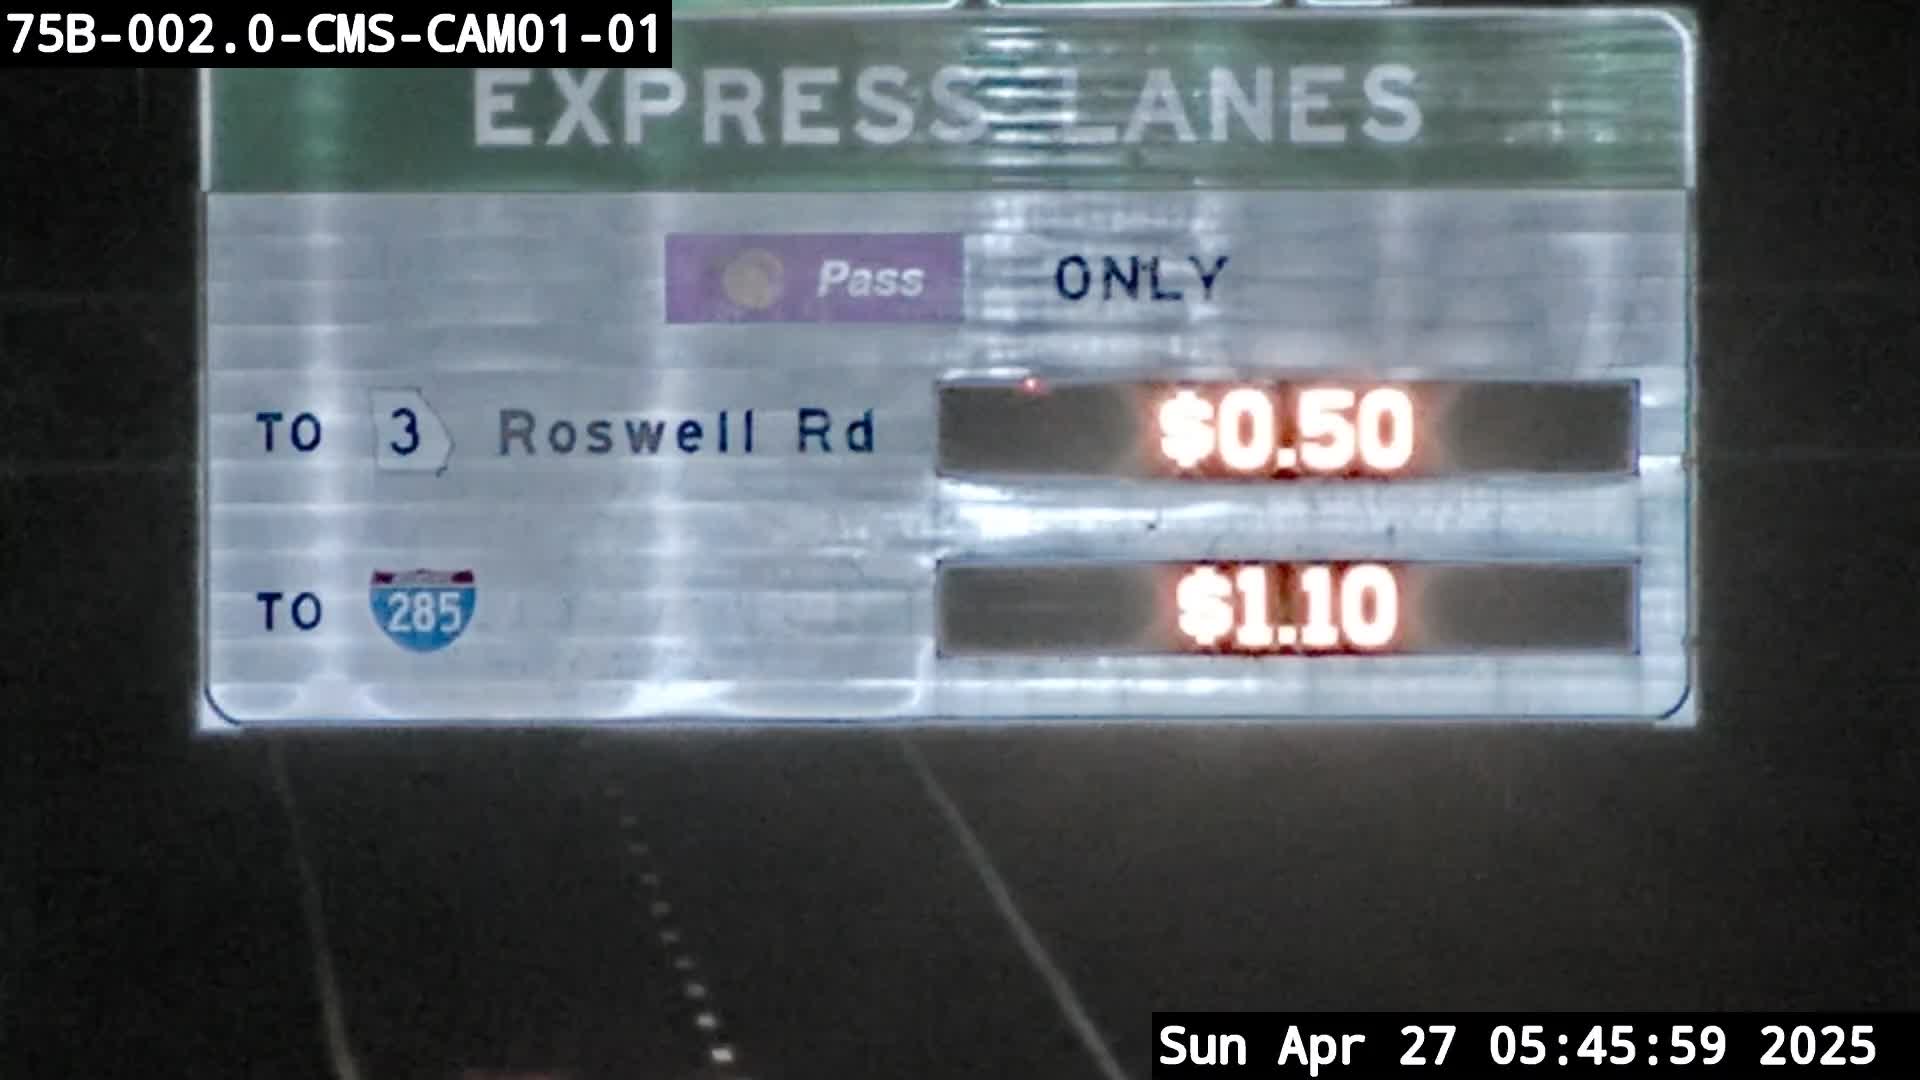 75B-002.0-CMS-CAM01-01
EXPRESS LANES
Pass ONLY
TO 3 Roswell Rd $0.50
TO 285 $1.10
Sun Apr 27 05:45:59 2025